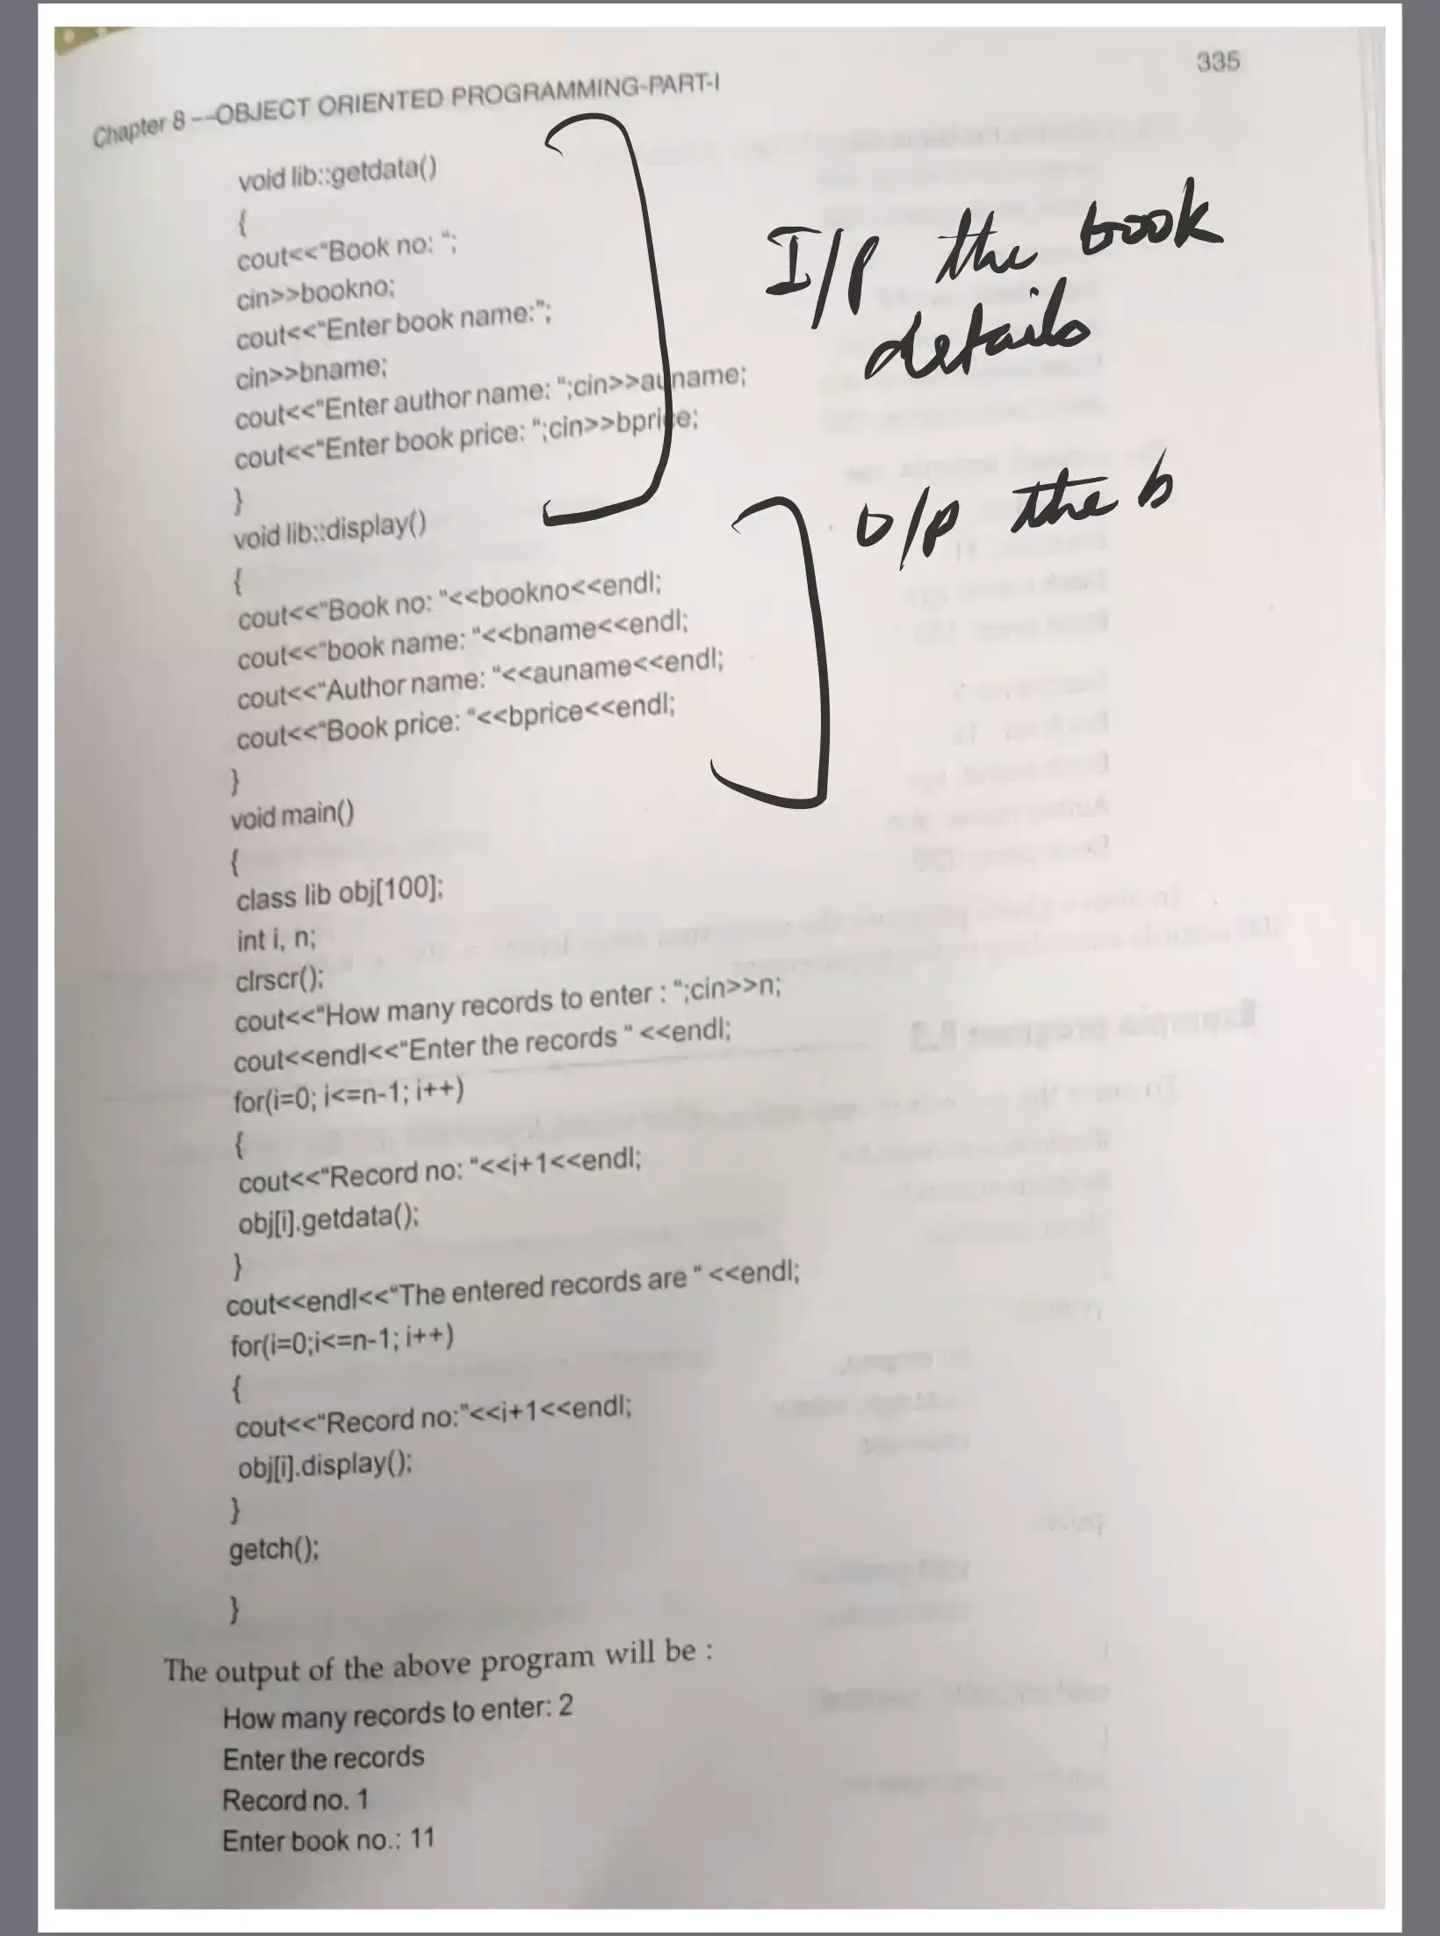 335
Chapter 8 --OBJECT ORIENTED PROGRAMMING-PART-I
void lib::getdata()
{
cout<<"Book no: ";
cin>>bookno;
cout<<"Enter book name:";
cin>>bname;
cout<<"Enter author name: ";cin>>auname;
cout<<"Enter book price: ";cin>>bprice;
}
I/p the book
details
void lib::display()
{
cout<<"Book no: "<<bookno<<endl;
cout<<"book name: "<<bname<<endl;
cout<<"Author name: "<<auname<<endl;
cout<<"Book price: "<<bprice<<endl;
}
O/p the b
void main()
{
class lib obj[100];
int i, n;
clrscr();
cout<<"How many records to enter : ";cin>>n;
cout<<endl<<"Enter the records " <<endl;
for(i=0; i<=n-1; i++)
{
cout<<"Record no: "<<i+1<<endl;
obj[i].getdata();
}
cout<<endl<<"The entered records are " <<endl;
for(i=0;i<=n-1; i++)
{
cout<<"Record no:"<<i+1<<endl;
obj[i].display();
}
getch();
}
The output of the above program will be :
How many records to enter: 2
Enter the records
Record no. 1
Enter book no.: 11